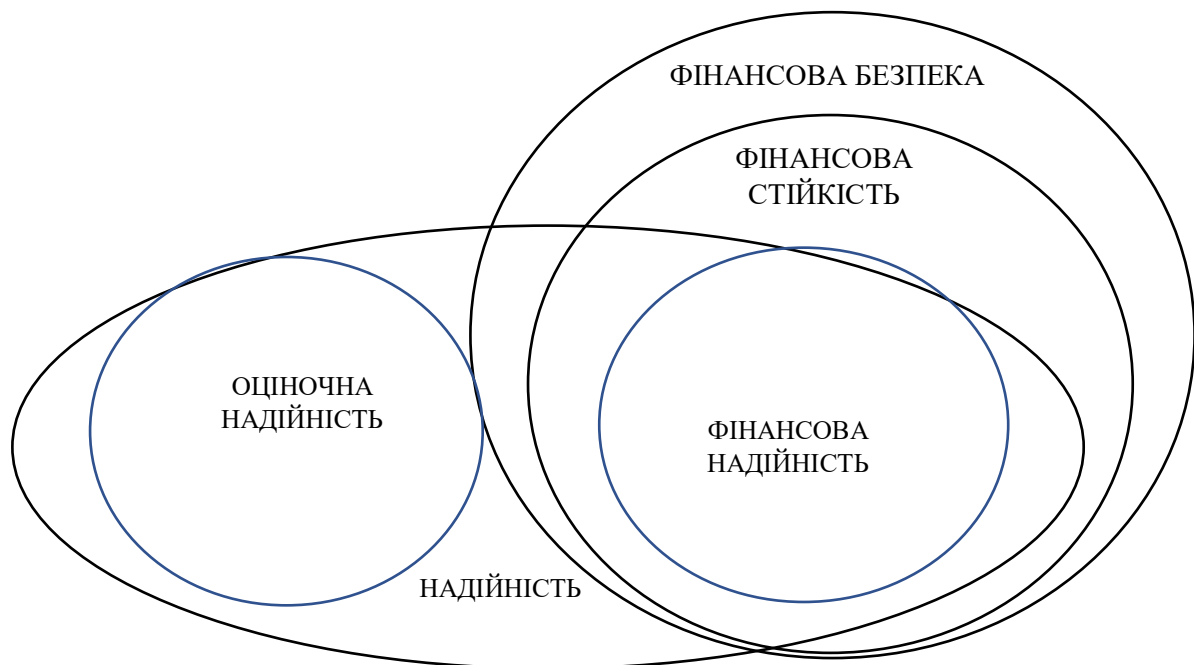 ФІНАНСОВА БЕЗПЕКА
ФІНАНСОВА
СТІЙКІСТЬ
ОЦІНОЧНА
НАДІЙНІСТЬ
ФІНАНСОВА
НАДІЙНІСТЬ
НАДІЙНІСТЬ